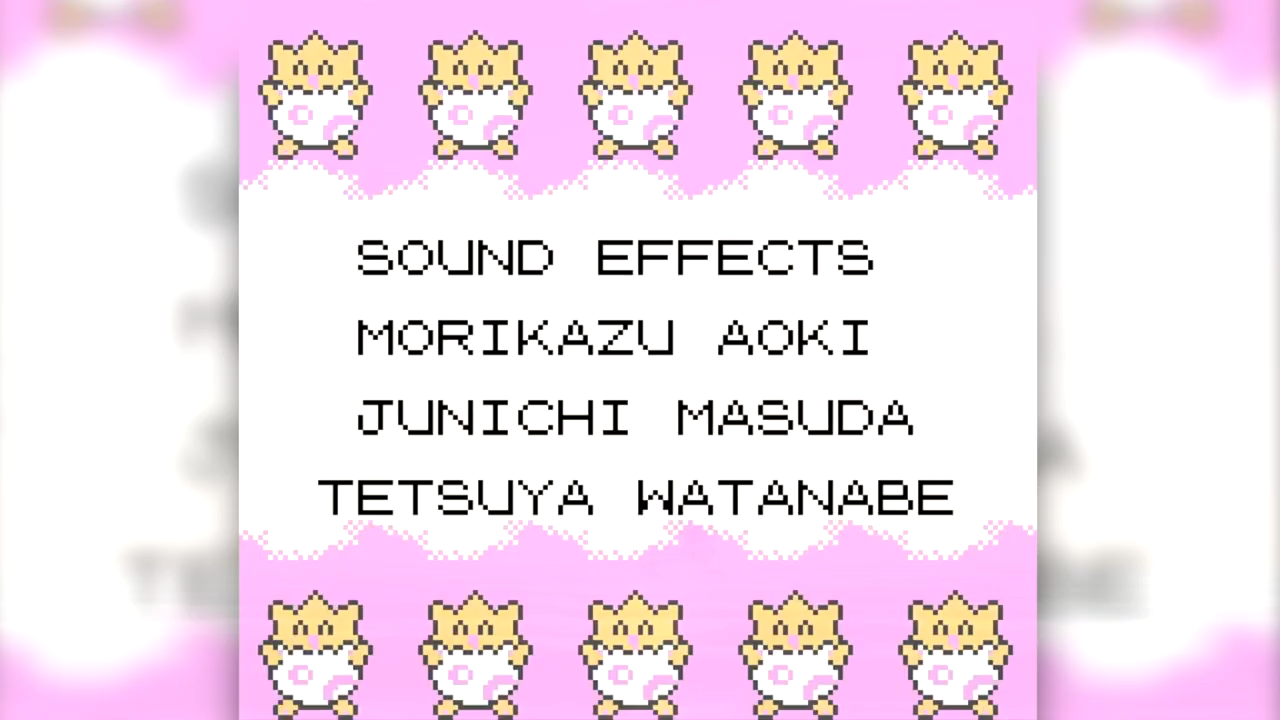 SOUND EFFECTS
MORIKAZU AOKI
JUNICHI MASUDA
TETSUYA WATANABE